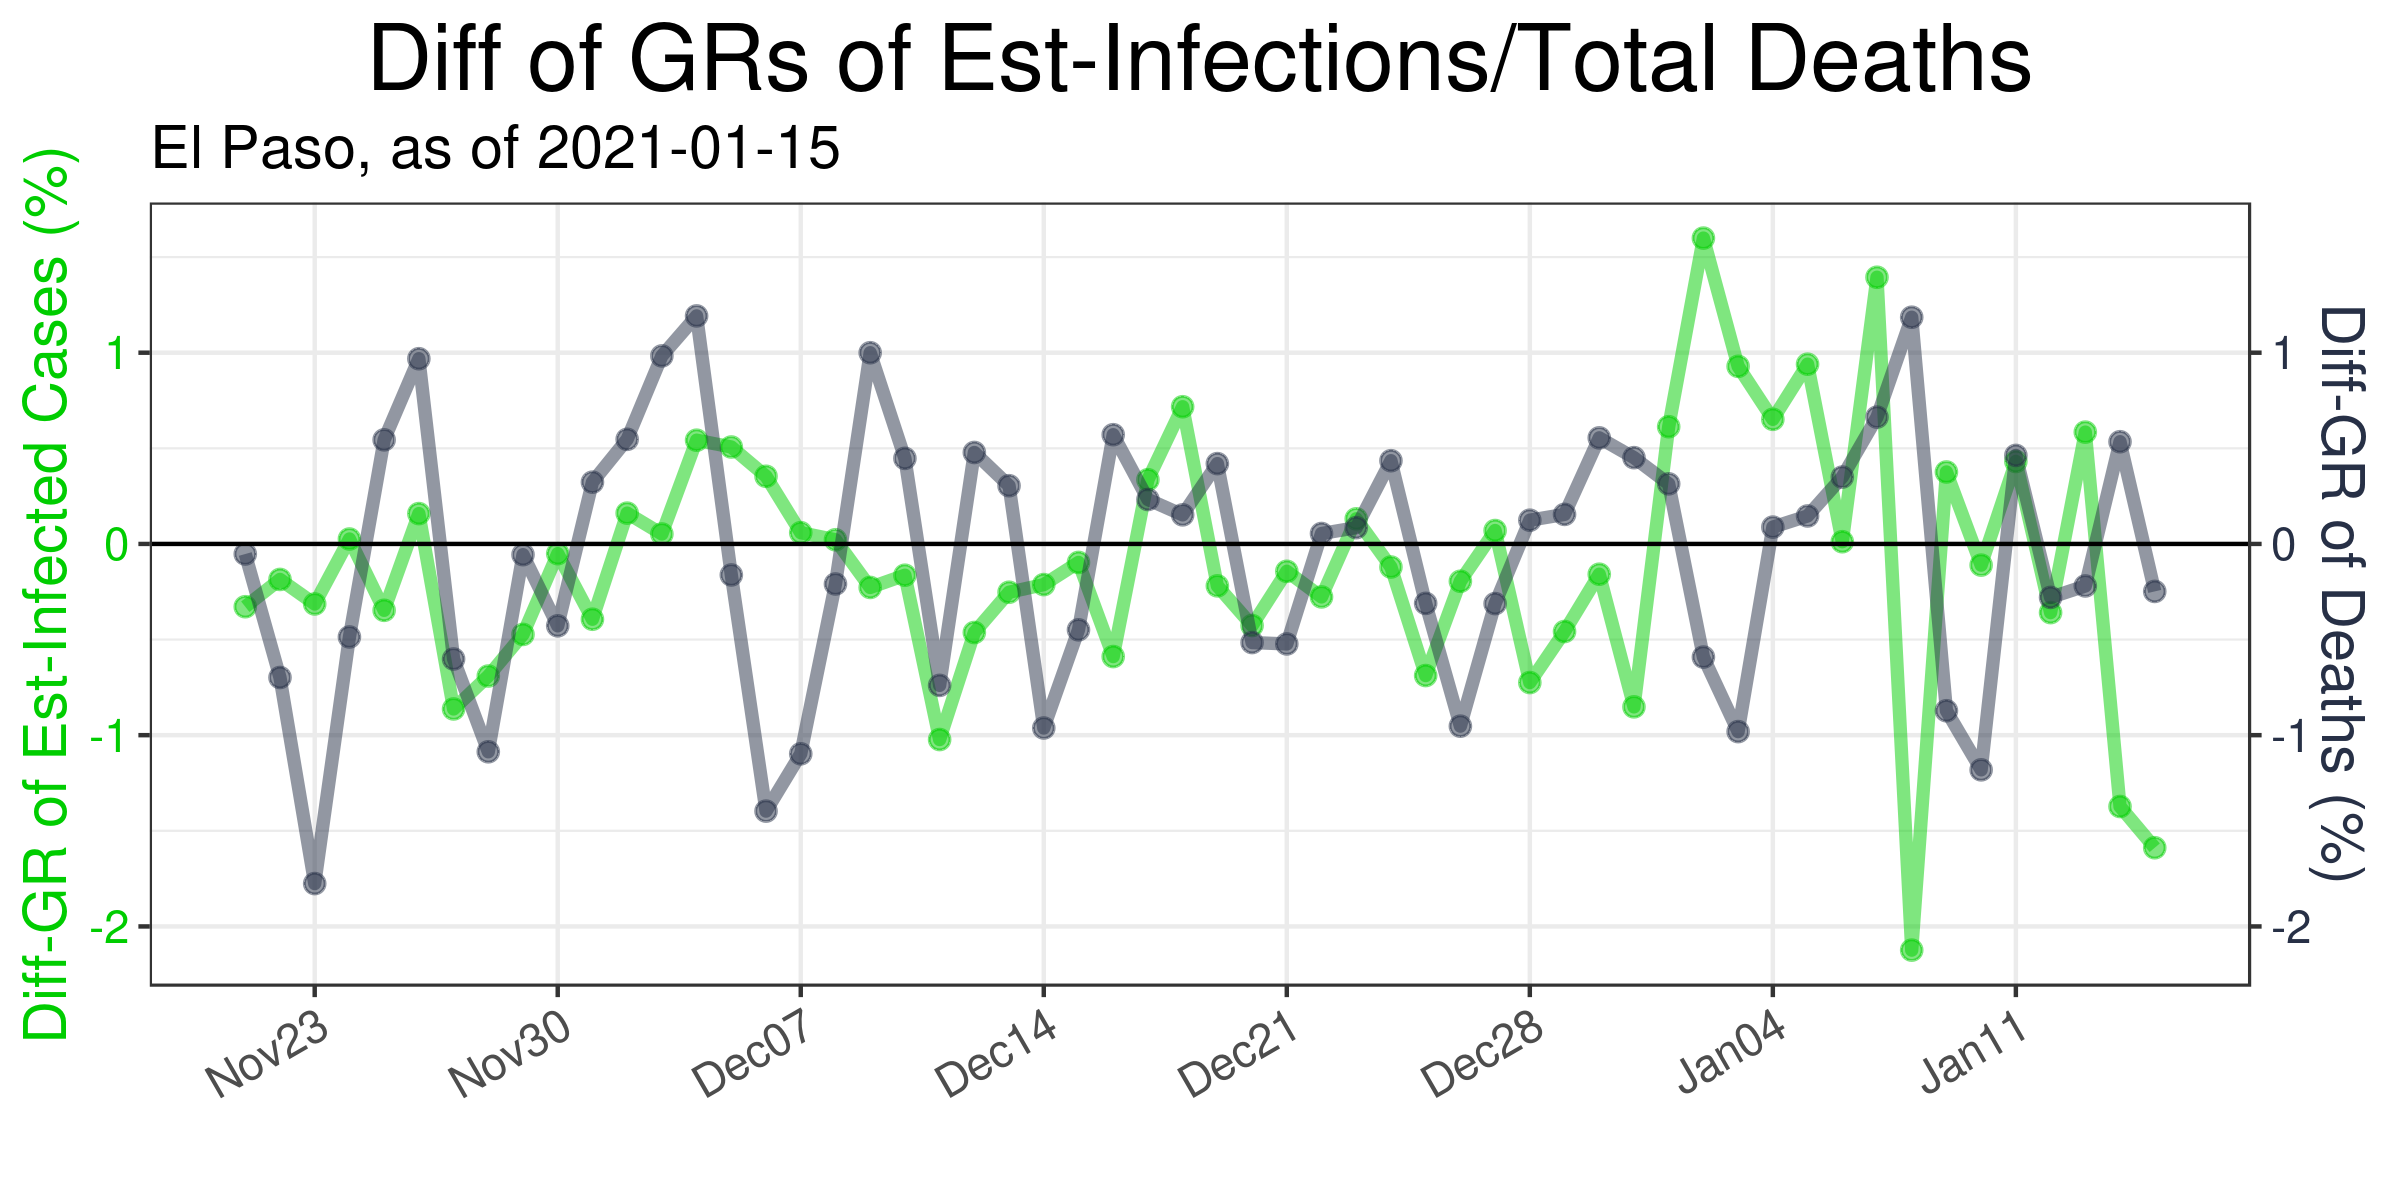 Diff of GRs of Est-Infections/Total Deaths
El Paso, as of 2021-01-15
Diff-GR of Est-Infected Cases (%)
1
0
-1
-2
1
0
-1
-2
Diff-GR of Deaths (%)
Nov23
Nov30
Dec07
Dec14
Dec21
Dec28
Jan04
Jan11